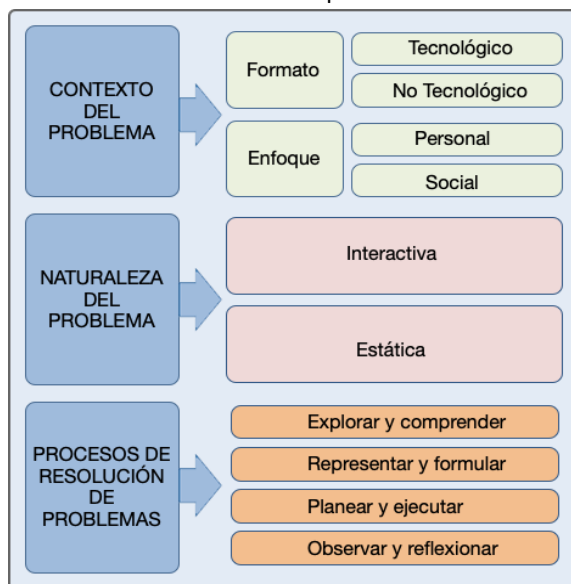 CONTEXTO
DEL
PROBLEMA
Formato
Tecnológico
No Tecnológico
Enfoque
Personal
Social
NATURALEZA
DEL
PROBLEMA
Interactiva
Estática
PROCESOS DE
RESOLUCIÓN
DE
PROBLEMAS
Explorar y comprender
Representar y formular
Planear y ejecutar
Observar y reflexionar